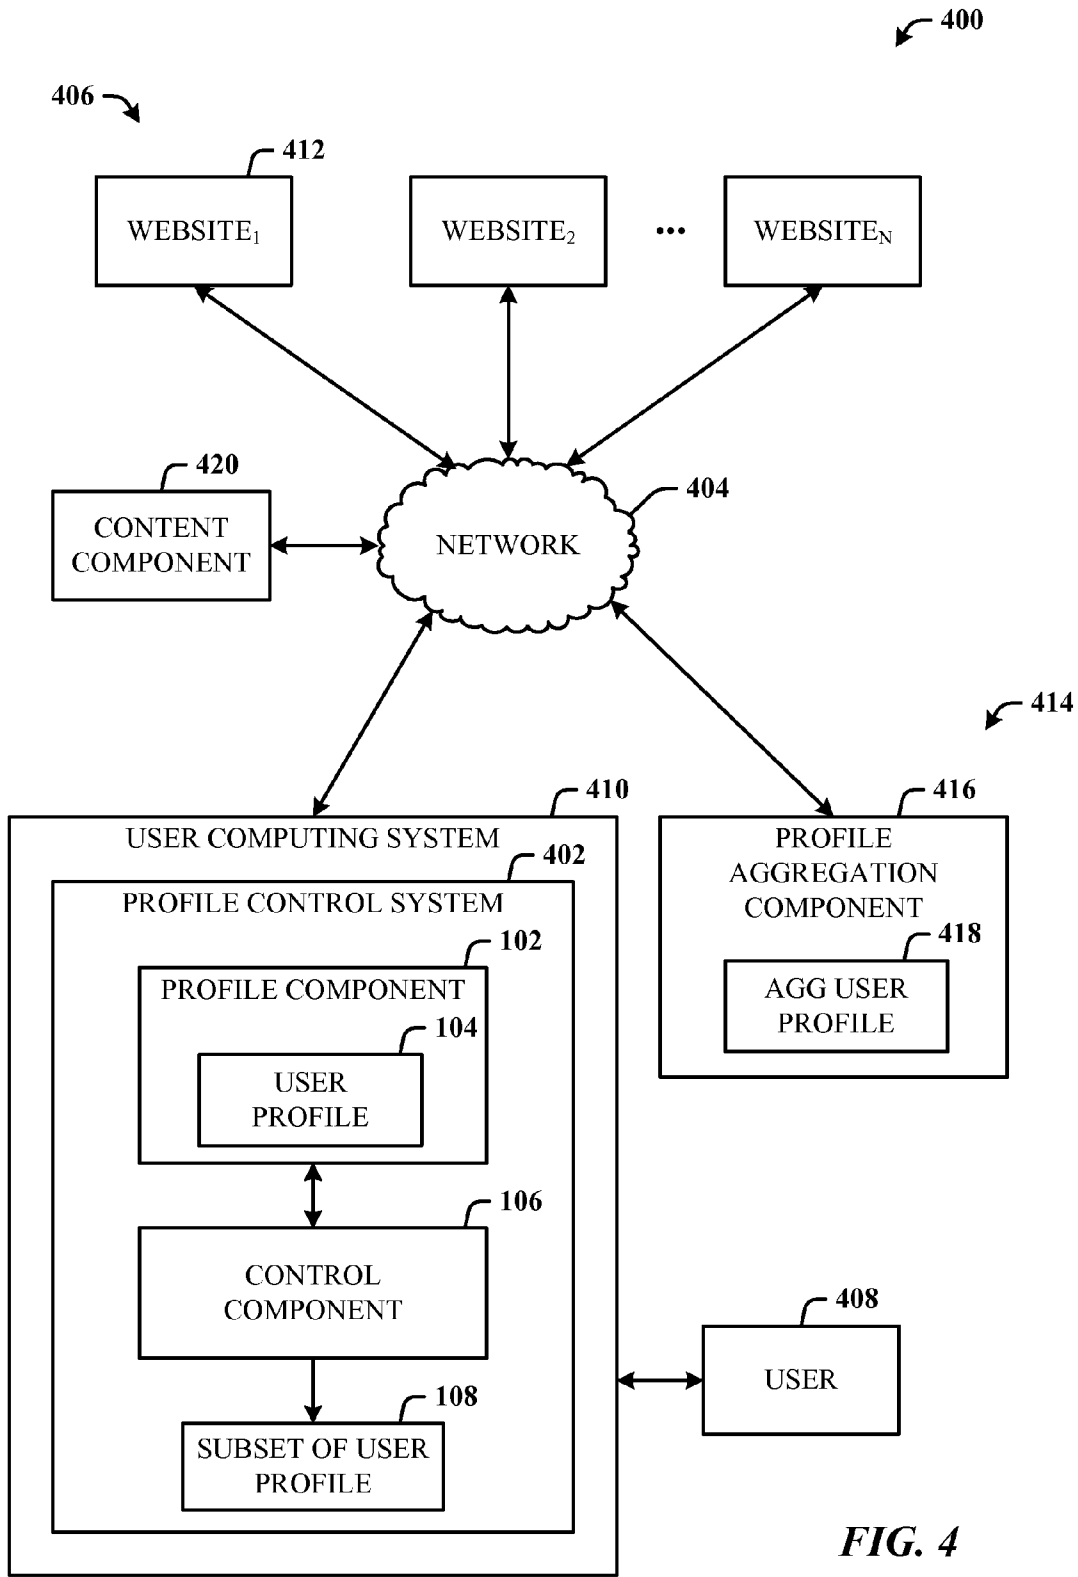 400
406
412
WEBSITE1
WEBSITE2
...
WEBSITEN
420
CONTENT
COMPONENT
404
NETWORK
414
410
USER COMPUTING SYSTEM
402
PROFILE CONTROL SYSTEM
102
PROFILE COMPONENT
104
USER
PROFILE
106
CONTROL
COMPONENT
108
SUBSET OF USER
PROFILE
416
PROFILE
AGGREGATION
COMPONENT
418
AGG USER
PROFILE
408
USER
FIG. 4